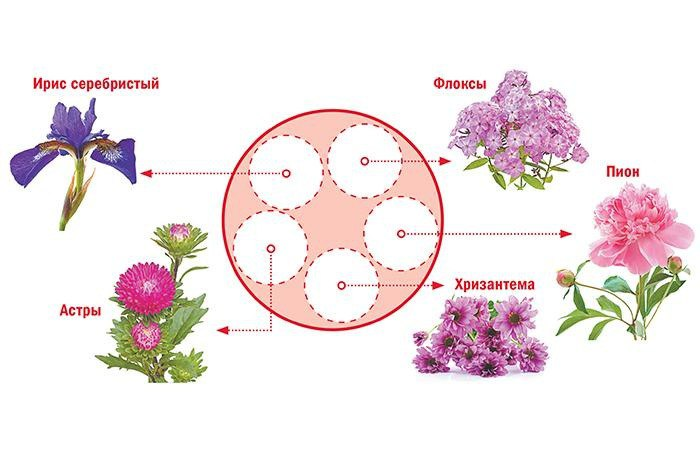 Ирис серебристый
Флоксы
Пион
Астры
Хризантема